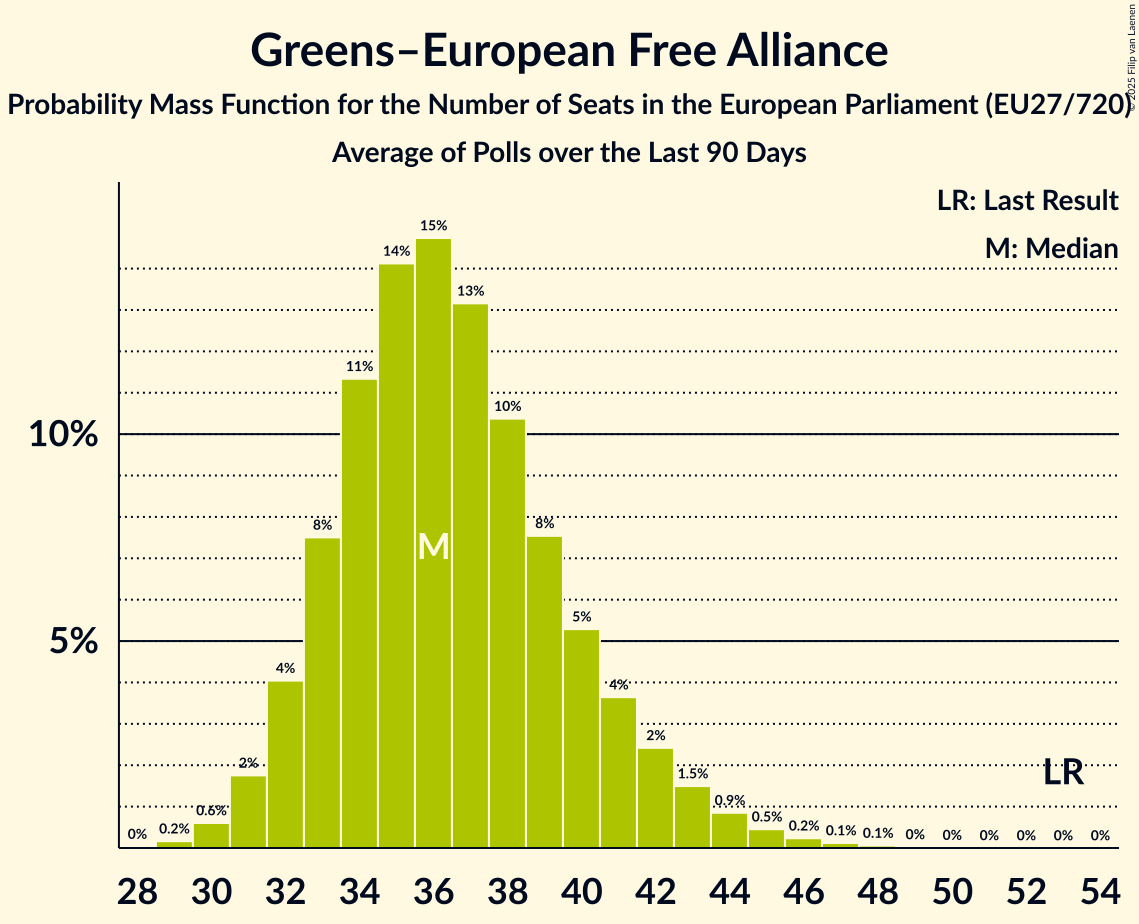 Greens–European Free Alliance
Probability Mass Function for the Number of Seats in the European Parliament (EU27/720)
Average of Polls over the Last 90 Days
© 2025 Filip van Laenen
LR: Last Result
M: Median
15%
14%
13%
11%
10%
10%
8%
8%
M
5%
5%
4%
4%
2%
2%
LR
1.5%
0.9%
0.6%
0.5%
0% 0.2% 0.2% 0.1% 0.1% 0% 0% 0% 0% 0% 0%
28 30 32 34 36 38 40 42 44 46 48 50 52 54